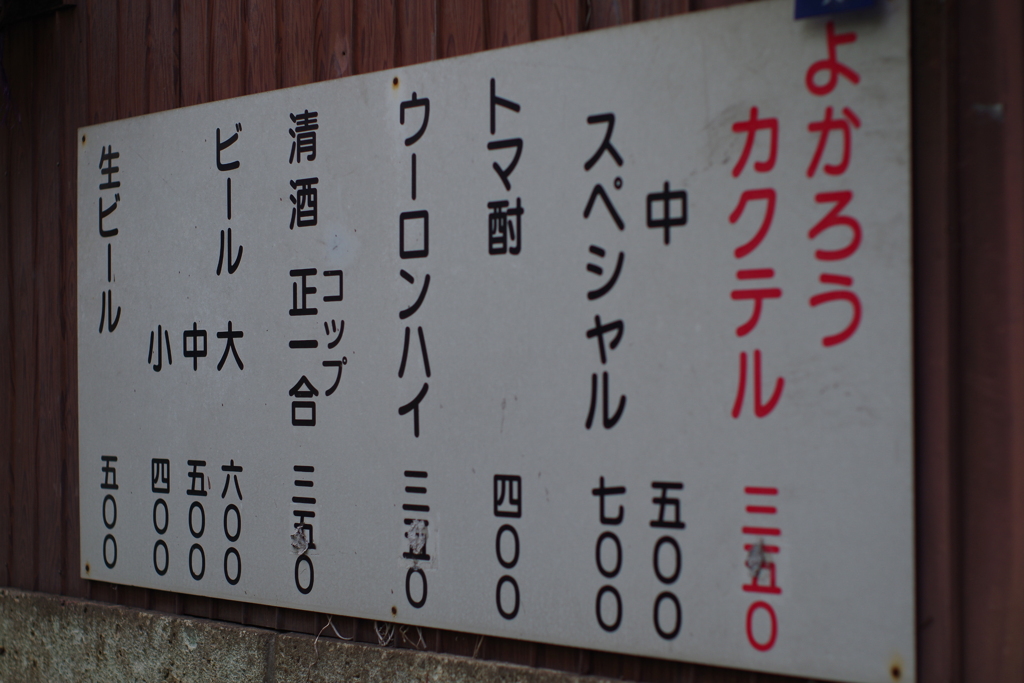 よかろう
カクテル 三五〇
中 五〇〇
スペシャル 七〇〇
トマ酎 四〇〇
ウーロンハイ 三五〇
コップ
清酒 正一合 三五〇
ビール 大 六〇〇
中 五〇〇
小 四〇〇
生ビール 五〇〇